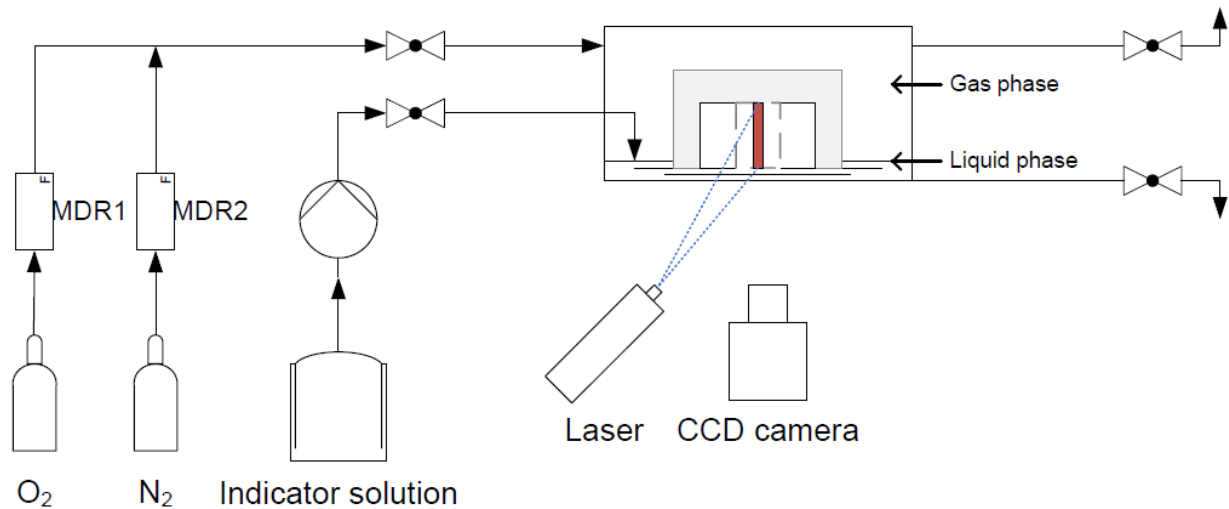 Gas phase
Liquid phase
F
MDR1
F
MDR2
Laser
CCD camera
O₂
N₂
Indicator solution